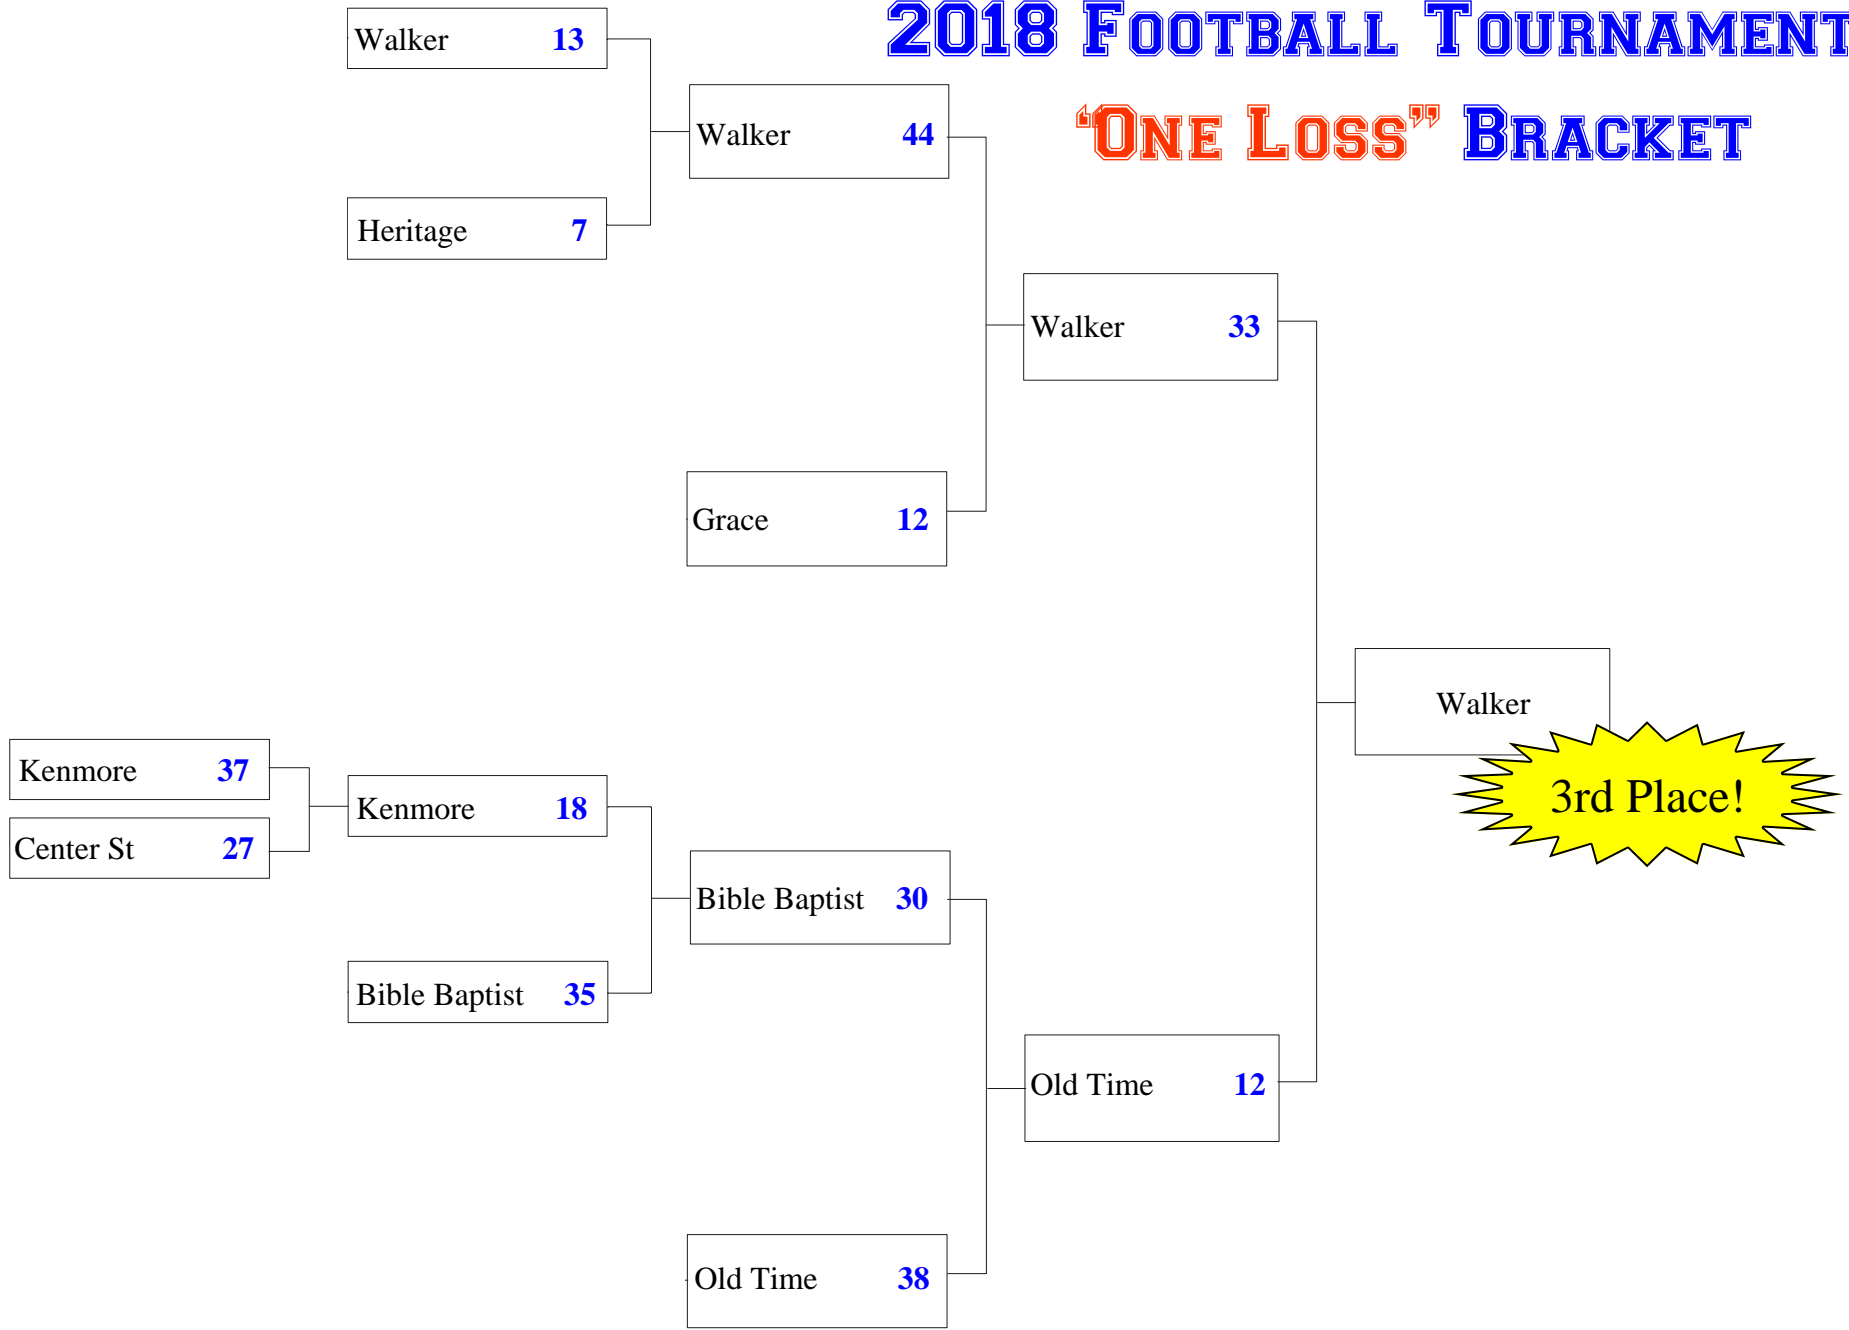 2018 Football Tournament
“One Loss” Bracket
Walker 13
Walker 44
Heritage 7
Walker 33
Grace 12
Walker
3rd Place!
Kenmore 37
Kenmore 18
Center St 27
Bible Baptist 30
Bible Baptist 35
Old Time 12
Old Time 38